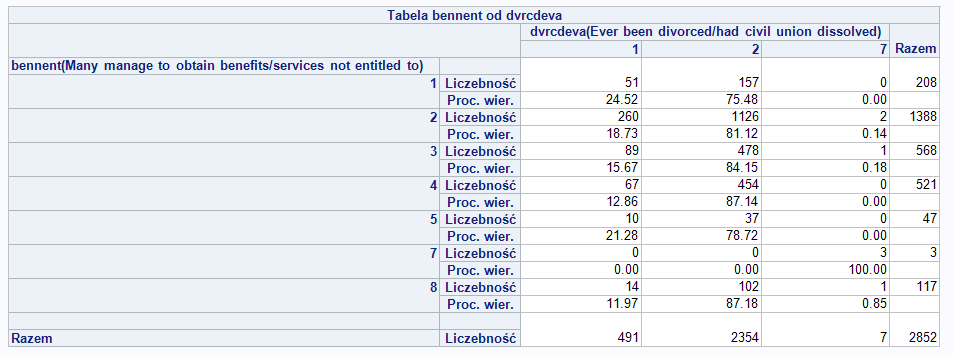 Tabela bennent od dvrcdeva
dvrcdeva(Ever been divorced/had civil union dissolved)
1 2 7 Razem
bennent(Many manage to obtain benefits/services not entitled to)
1 Liczebność 51 157 0 208
Proc. wier. 24.52 75.48 0.00
2 Liczebność 260 1126 2 1388
Proc. wier. 18.73 81.12 0.14
3 Liczebność 89 478 1 568
Proc. wier. 15.67 84.15 0.18
4 Liczebność 67 454 0 521
Proc. wier. 12.86 87.14 0.00
5 Liczebność 10 37 0 47
Proc. wier. 21.28 78.72 0.00
7 Liczebność 0 0 3 3
Proc. wier. 0.00 0.00 100.00
8 Liczebność 14 102 1 117
Proc. wier. 11.97 87.18 0.85
Razem Liczebność 491 2354 7 2852